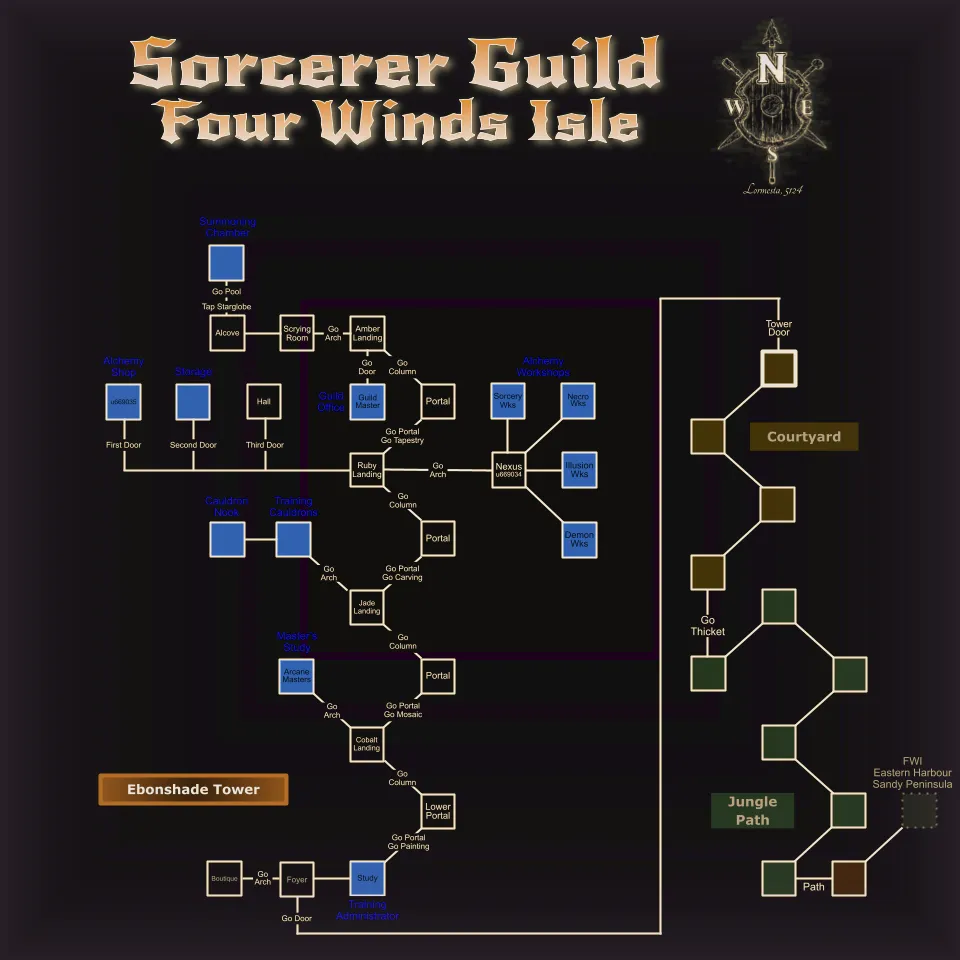 Sorcerer Guild
Four Winds Isle
N
W
E
S
Lormesta, 5124
Summoning
Chamber
Go Pool
Tap Starglobe
Alcove
Scrying
Room
Go
Arch
Amber
Landing
Tower
Door
Alchemy
Shop
Storage
Go
Door
Go
Column
Alchemy
Workshops
u669035
Hall
Guild
Office
Guild
Master
Portal
Sorcery
Wks
Necro
Wks
Courtyard
First Door
Second Door
Third Door
Go Portal
Go Tapestry
Ruby
Landing
Go
Arch
Nexus
u669034
Illusion
Wks
Cauldron
Nook
Training
Cauldrons
Go
Column
Portal
Demon
Wks
Go
Arch
Go Portal
Go Carving
Jade
Landing
Go
Thicket
Master's
Study
Go
Column
Arcane
Masters
Portal
Go
Arch
Go Portal
Go Mosaic
Cobalt
Landing
FWI
Eastern Harbour
Sandy Peninsula
Ebonshade Tower
Go
Column
Lower
Portal
Jungle
Path
Go Portal
Go Painting
Boutique
Go
Arch
Foyer
Study
Path
Training
Administrator
Go Door